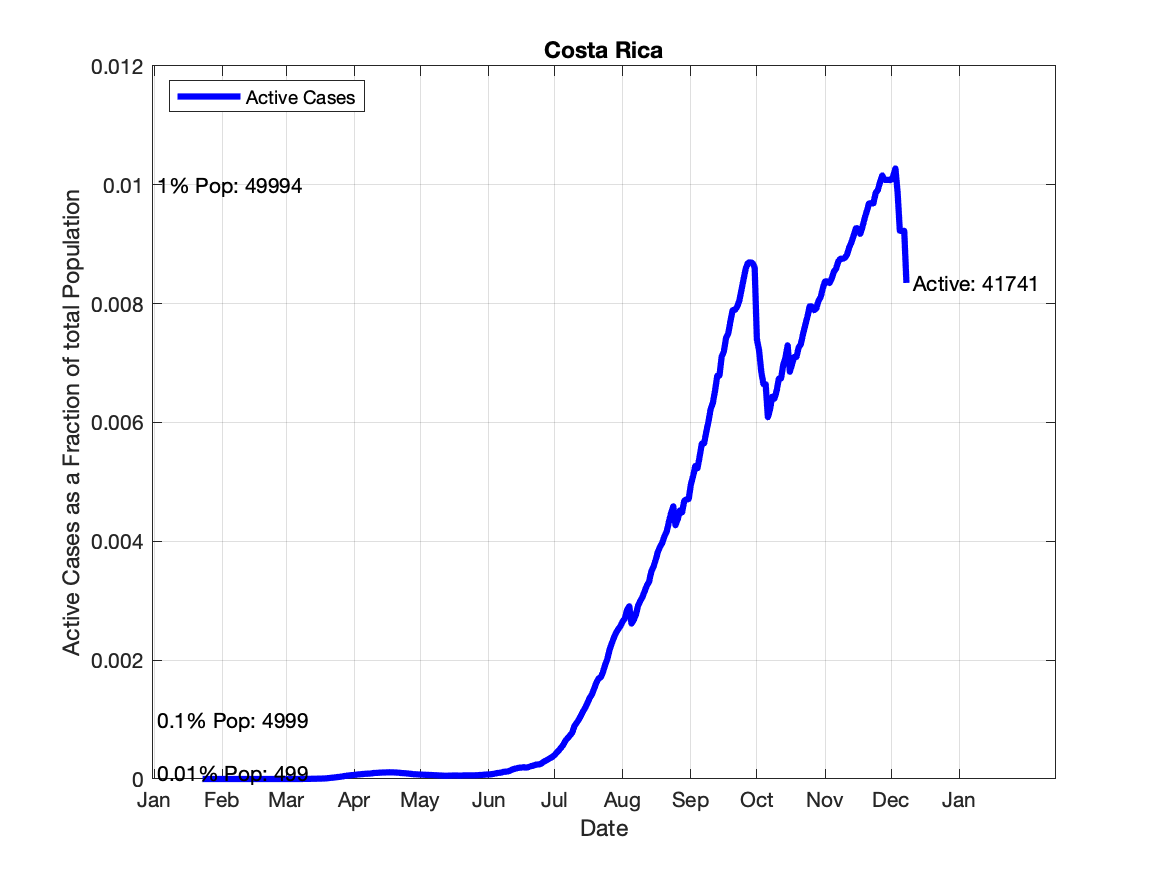 Costa Rica
0.012
Active Cases
0.01
1% Pop: 49994
0.008
Active: 41741
0.006
0.004
0.002
0.1% Pop: 4999
0.01% Pop: 499
0
Active Cases as a Fraction of total Population
Jan Feb Mar Apr May Jun Jul Aug Sep Oct Nov Dec Jan
Date